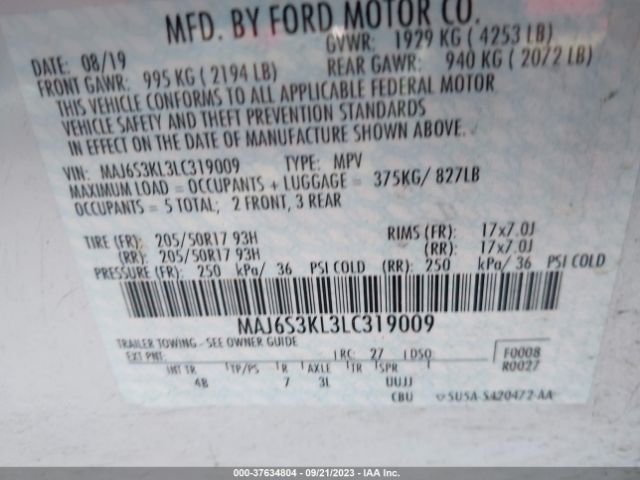 MFD. BY FORD MOTOR CO.
DATE: 08/19 GVWR: 1929 KG ( 4253 LB)
FRONT GAWR: 995 KG ( 2194 LB) REAR GAWR: 940 KG ( 2072 LB)
THIS VEHICLE CONFORMS TO ALL APPLICABLE FEDERAL MOTOR
VEHICLE SAFETY AND THEFT PREVENTION STANDARDS
IN EFFECT ON THE DATE OF MANUFACTURE SHOWN ABOVE.
VIN: MAJ6S3KL3LC319009 TYPE: MPV
MAXIMUM LOAD = OCCUPANTS + LUGGAGE = 375KG/ 827LB
OCCUPANTS = 5 TOTAL; 2 FRONT, 3 REAR
TIRE (FR): 205/50R17 93H RIMS (FR): 17x7.0J
(RR): 205/50R17 93H (RR): 17x7.0J
PRESSURE (FR): 250 kPa/ 36 PSI COLD (RR): 250 kPa/ 36 PSI COLD
MAJ6S3KL3LC319009
TRAILER TOWING - SEE OWNER GUIDE
EXT PNT: RC: 27 DSO: F0008
R0027
INT TR TP/PS R AXLE TR SPR
4B 7 3L UUJJ
CBU SU5A-5420472-AA
000-37634804 - 09/21/2023 - IAA Inc.